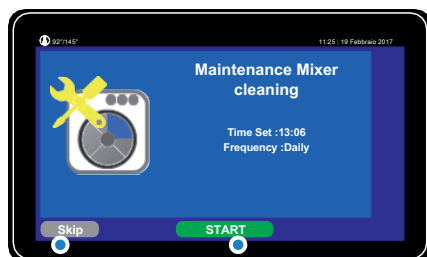 92°/145° 11:25 | 19 Febbraio 2017
Maintenance Mixer
cleaning
Time Set :13:06
Frequency :Daily
Skip START